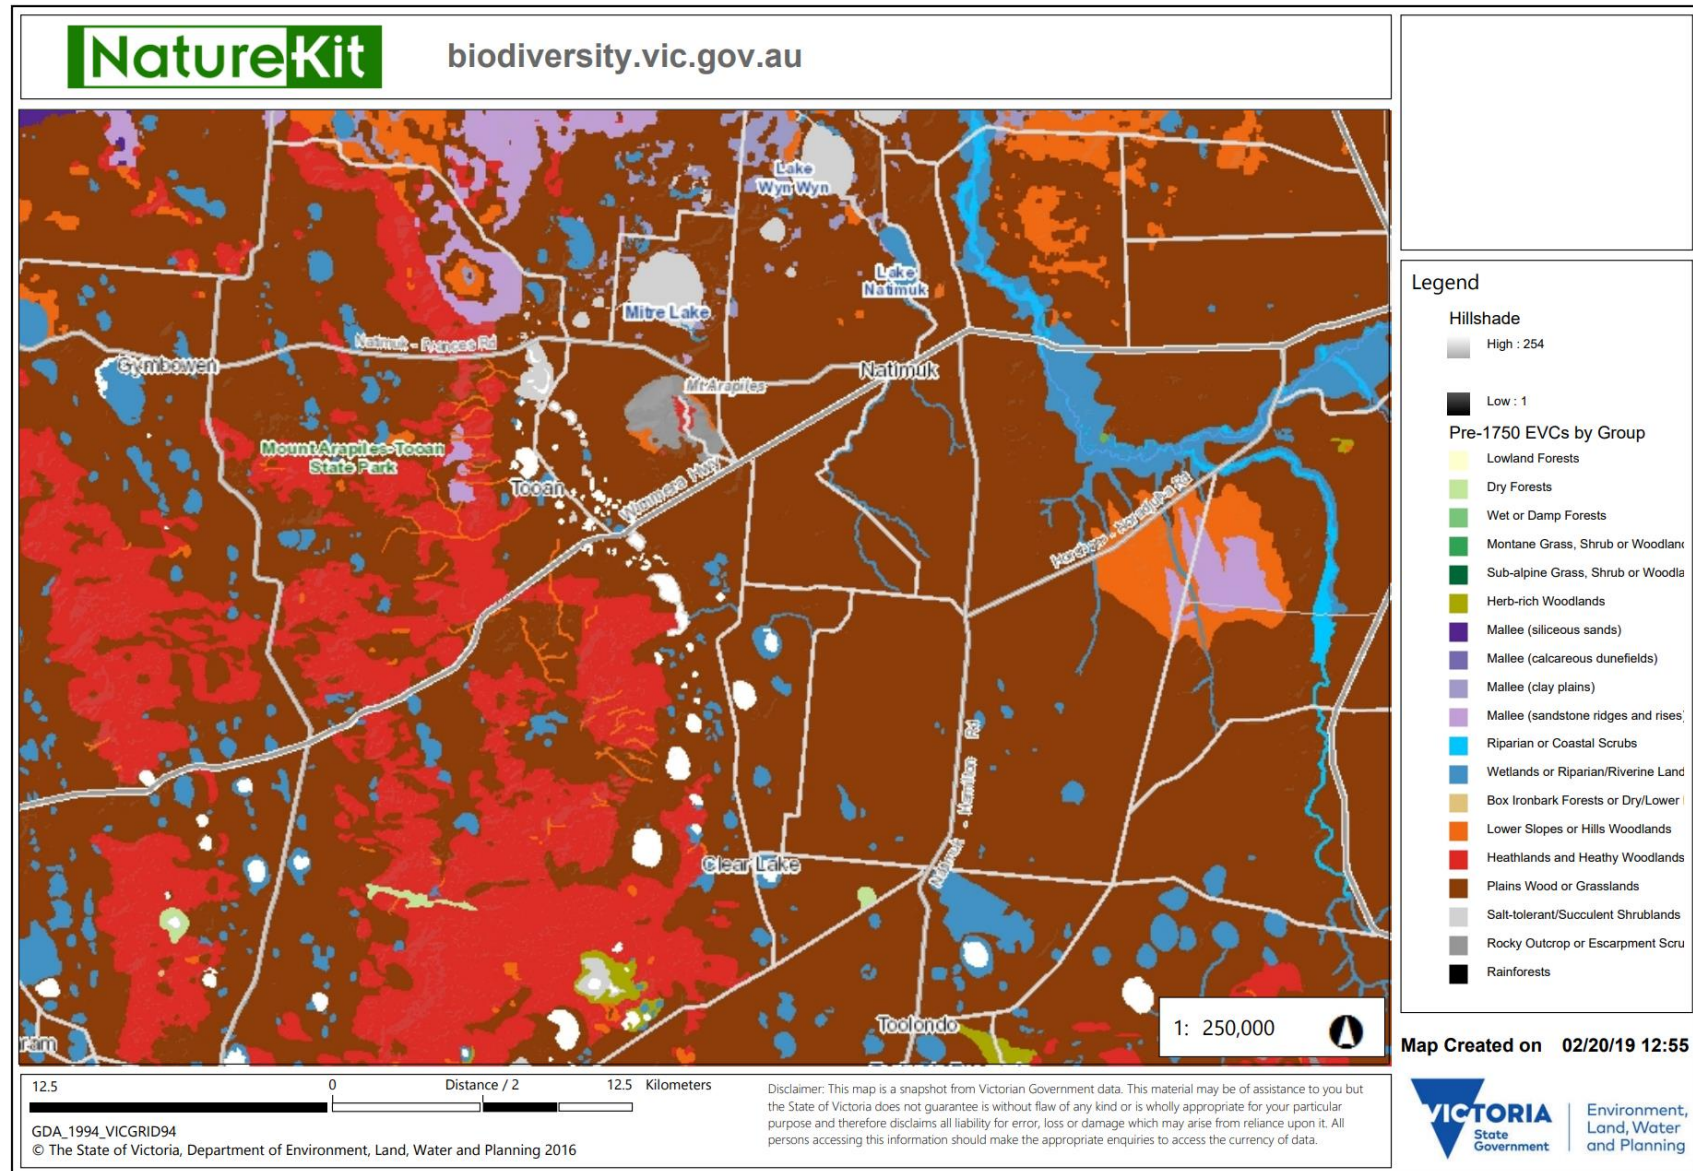 NatureKit
biodiversity.vic.gov.au
Lake
Wyn Wyn
Lake
Natimuk
Mitre Lake
Natimuk - Frances Rd
Gymbowen
Natimuk
Mt Arapiles
Mount Arapiles-Tooan
State Park
Tooan
Wimmera Hwy
Horsham - Noradjuha Rd
Natimuk - Hamilton Rd
Clear Lake
Toolondo
ram
1: 250,000
Legend
Hillshade
High : 254
Low : 1
Pre-1750 EVCs by Group
Lowland Forests
Dry Forests
Wet or Damp Forests
Montane Grass, Shrub or Woodland
Sub-alpine Grass, Shrub or Woodla
Herb-rich Woodlands
Mallee (siliceous sands)
Mallee (calcareous dunefields)
Mallee (clay plains)
Mallee (sandstone ridges and rises)
Riparian or Coastal Scrubs
Wetlands or Riparian/Riverine Land
Box Ironbark Forests or Dry/Lower
Lower Slopes or Hills Woodlands
Heathlands and Heathy Woodlands
Plains Wood or Grasslands
Salt-tolerant/Succulent Shrublands
Rocky Outcrop or Escarpment Scru
Rainforests
Map Created on 02/20/19 12:55
12.5 0 Distance / 2 12.5 Kilometers
GDA_1994_VICGRID94
© The State of Victoria, Department of Environment, Land, Water and Planning 2016
Disclaimer: This map is a snapshot from Victorian Government data. This material may be of assistance to you but
the State of Victoria does not guarantee is without flaw of any kind or is wholly appropriate for your particular
purpose and therefore disclaims all liability for error, loss or damage which may arise from reliance upon it. All
persons accessing this information should make the appropriate enquiries to access the currency of data.
VICTORIA
State
Government
Environment,
Land, Water
and Planning